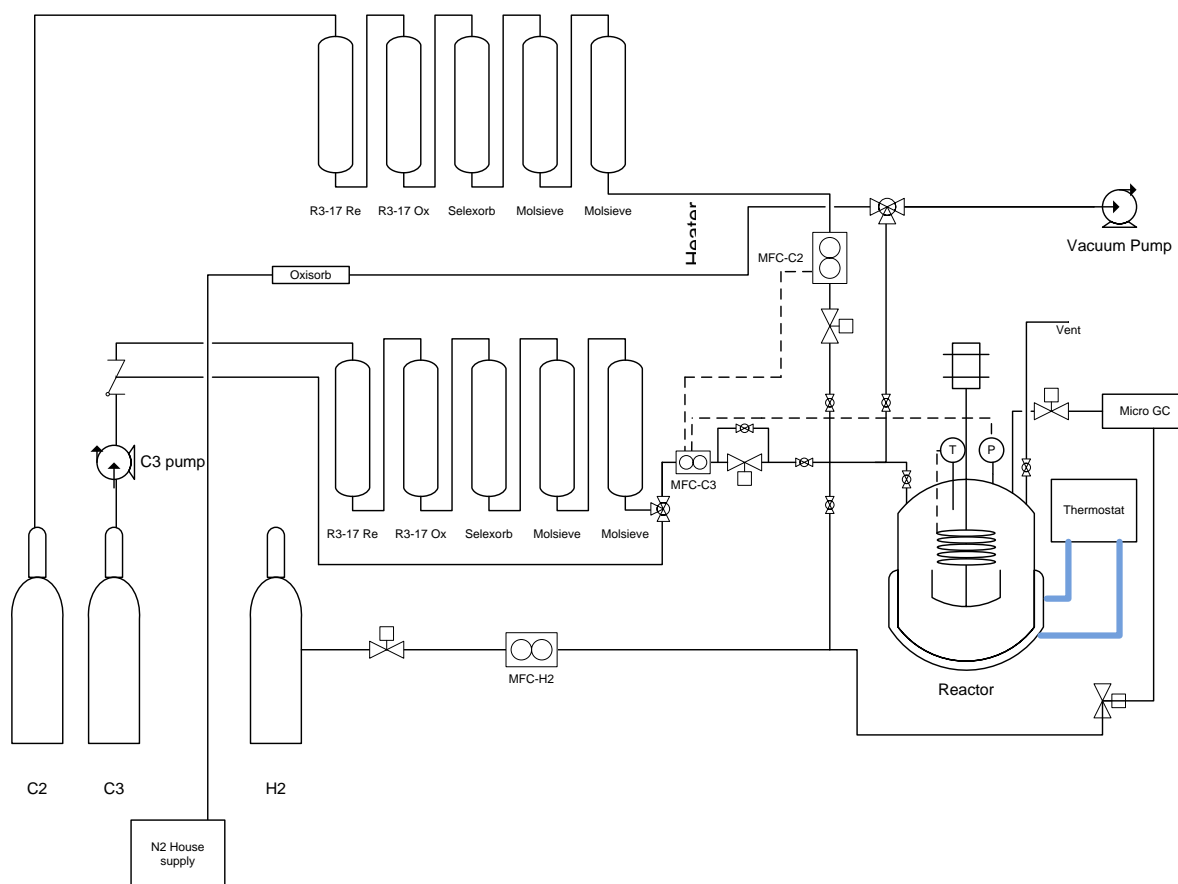 R3-17 Re
R3-17 Ox
Selexorb
Molsieve
Molsieve
Heater
Vacuum Pump
MFC-C2
Oxisorb
Vent
Micro GC
C3 pump
T
P
MFC-C3
Thermostat
R3-17 Re
R3-17 Ox
Selexorb
Molsieve
Molsieve
MFC-H2
Reactor
C2
C3
H2
N2 House
supply